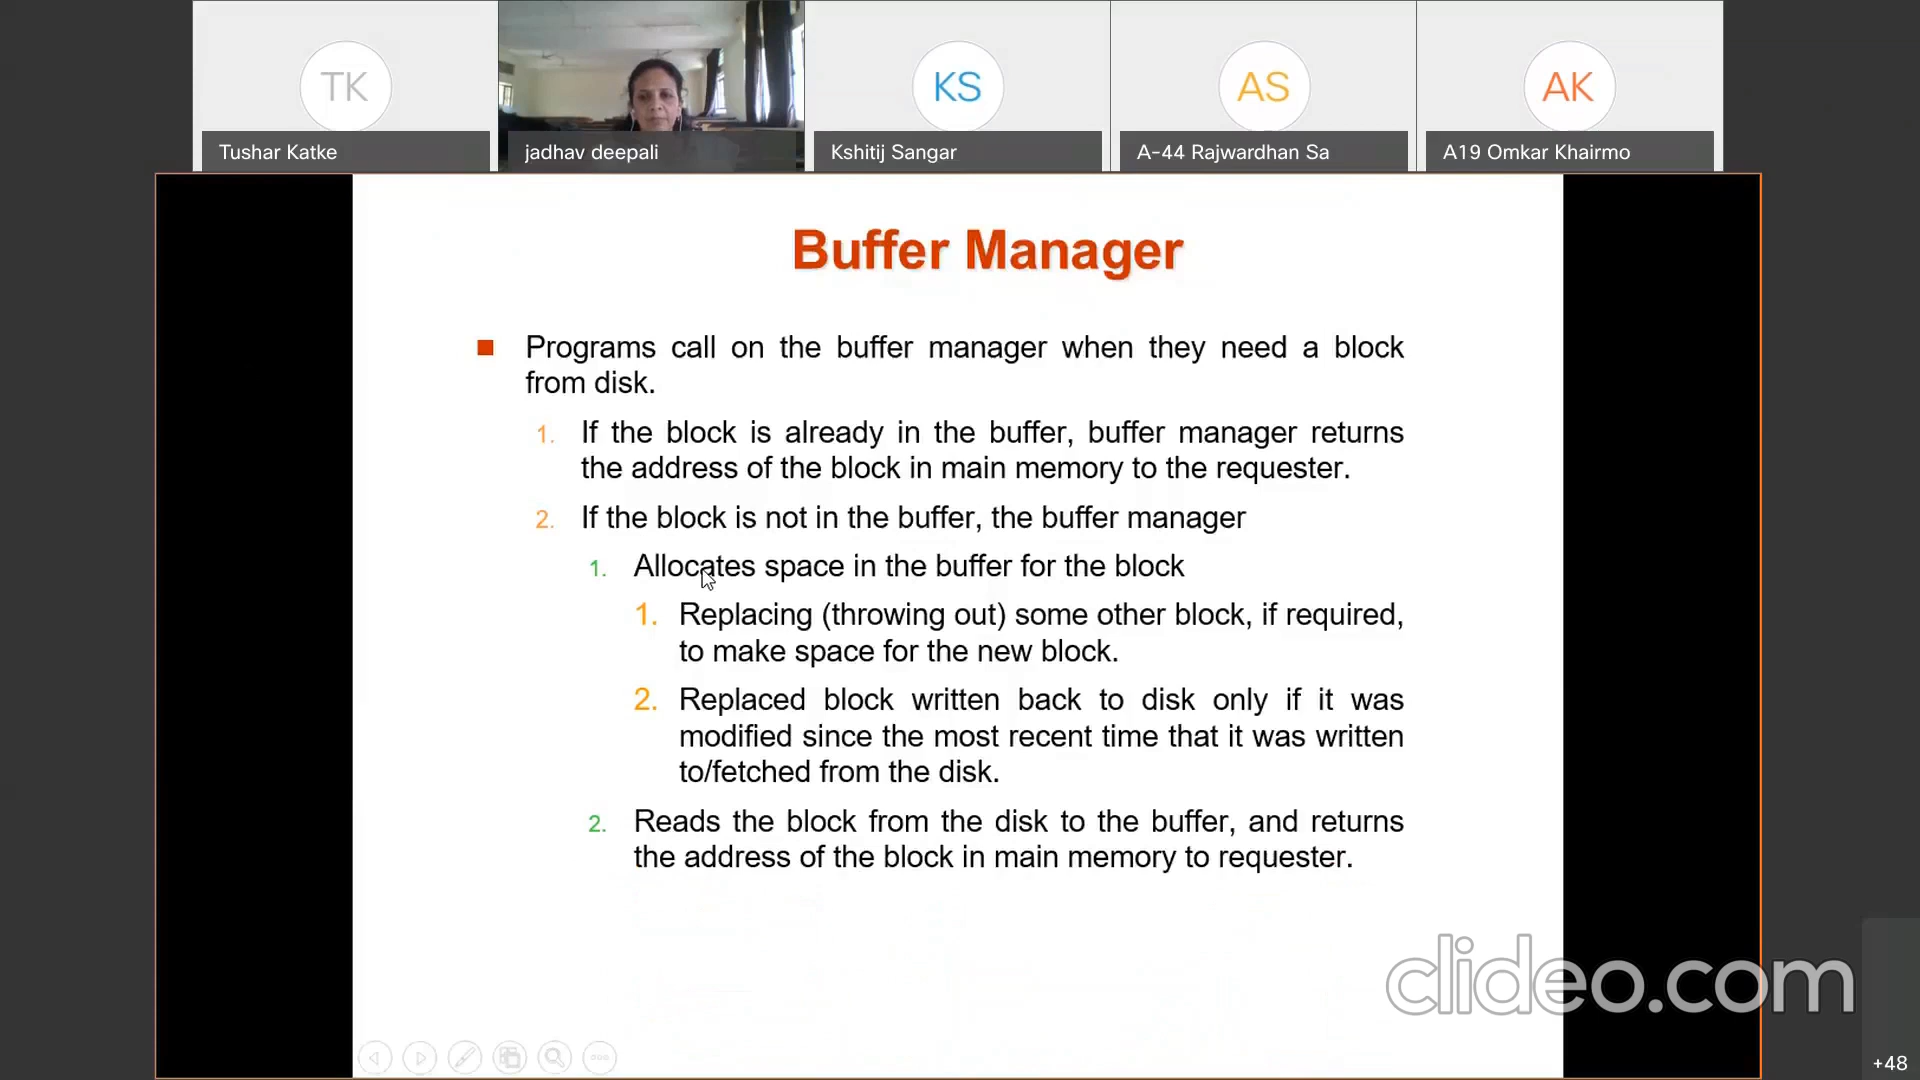 TK
KS
AS
AK
Tushar Katke
jadhav deepali
Kshitij Sangar
A-44 Rajwardhan Sa
A19 Omkar Khairmo
Buffer Manager
Programs call on the buffer manager when they need a block
from disk.
1. If the block is already in the buffer, buffer manager returns
the address of the block in main memory to the requester.
2. If the block is not in the buffer, the buffer manager
1. Allocates space in the buffer for the block
1. Replacing (throwing out) some other block, if required,
to make space for the new block.
2. Replaced block written back to disk only if it was
modified since the most recent time that it was written
to/fetched from the disk.
2. Reads the block from the disk to the buffer, and returns
the address of the block in main memory to requester.
clideo.com
+48